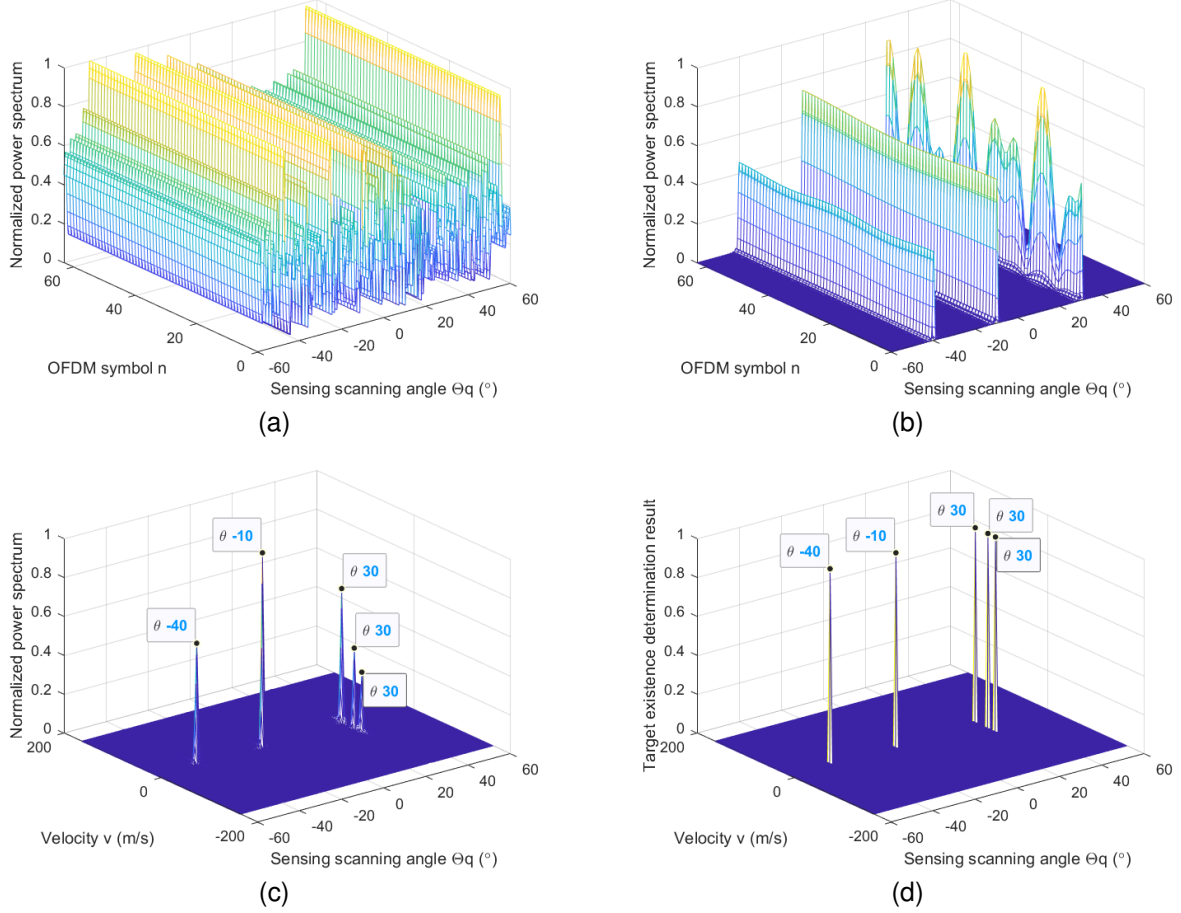 Normalized power spectrum
1
0.8
0.6
0.4
0.2
0
60
40
20
0
OFDM symbol n
-60
-40
-20
0
20
40
60
Sensing scanning angle Θq (°)
(a)
Normalized power spectrum
1
0.8
0.6
0.4
0.2
0
60
40
20
0
OFDM symbol n
-60
-40
-20
0
20
40
60
Sensing scanning angle Θq (°)
(b)
Normalized power spectrum
1
0.8
0.6
0.4
0.2
0
θ -40
θ -10
θ 30
θ 30
θ 30
200
0
-200
Velocity v (m/s)
-60
-40
-20
0
20
40
60
Sensing scanning angle Θq (°)
(c)
Target existence determination result
1
0.8
0.6
0.4
0.2
0
θ -40
θ -10
θ 30
θ 30
θ 30
200
0
-200
Velocity v (m/s)
-60
-40
-20
0
20
40
60
Sensing scanning angle Θq (°)
(d)